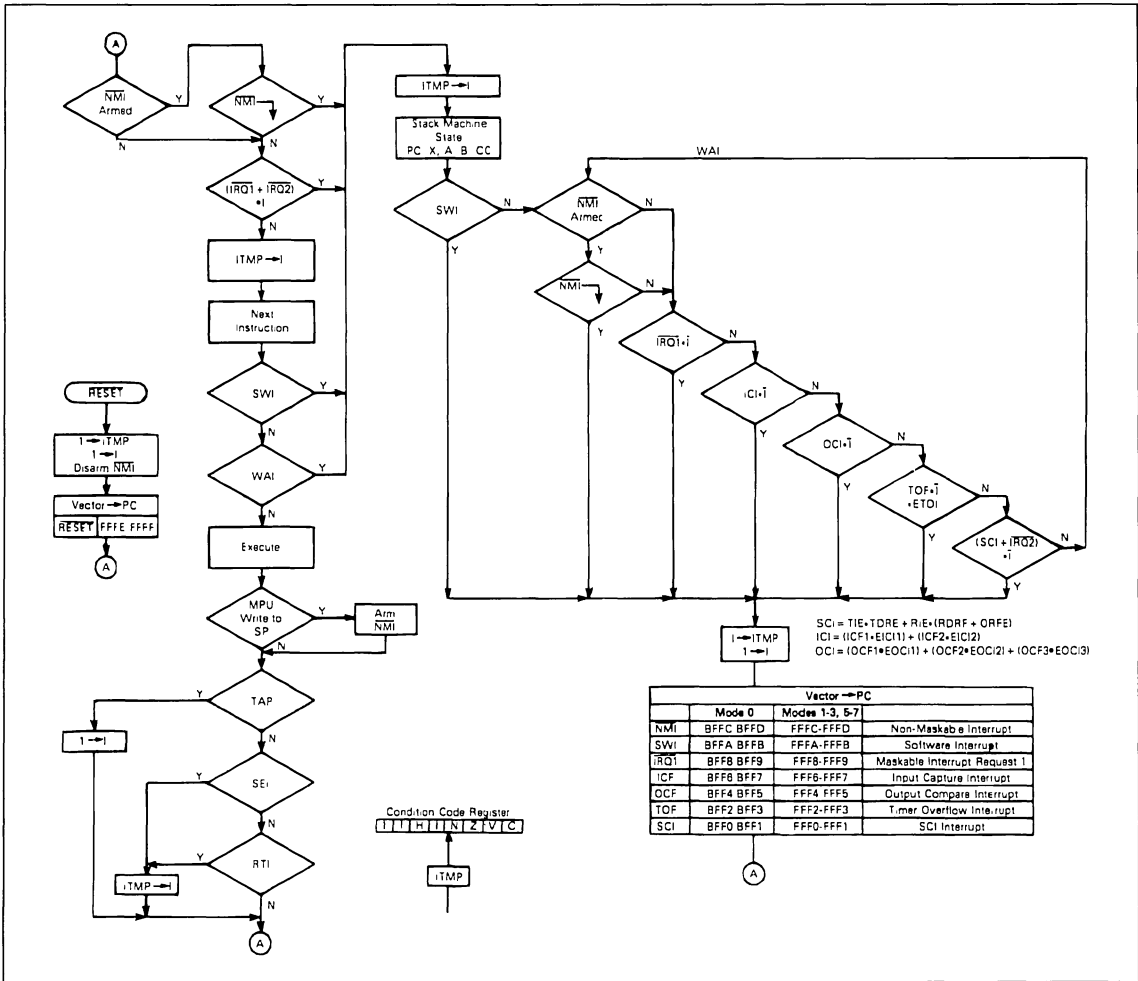 A
NMI
Armed
Y
N
NMI
Y
N
(IRQ1 + IRQ2)
•I
Y
N
ITMP→I
Next
Instruction
SWI
Y
N
WAI
Y
N
Execute
MPU
Write to
SP
Y
N
Arm
NMI
TAP
Y
N
1→I
SEI
Y
N
RTI
Y
N
ITMP→I
A
RESET
1→ITMP
1→I
Disarm NMI
Vector→PC
RESET FFFE FFFF
A
ITMP→I
Stack Machine
State
PC X, A B CC
SWI
N
Y
WAI
NMI
Armed
N
Y
NMI
N
Y
IRQ1•I
N
Y
ICI•I
N
Y
OCI•I
N
Y
TOF•I
•ETOI
N
Y
(SCI + IRQ2)
•I
N
Y
I→ITMP
1→I
SCI = TIE•TDRE + RIE•(RDRF + ORFE)
ICI = (ICF1•EICI1) + (ICF2•EICI2)
OCI = (OCF1•EOCI1) + (OCF2•EOCI2) + (OCF3•EOCI3)
Vector→PC
Mode 0 Modes 1-3, 5-7
NMI BFFC BFFD FFFC-FFFD Non-Maskable Interrupt
SWI BFFA BFFB FFFA-FFFB Software Interrupt
IRQ1 BFF8 BFF9 FFF8-FFF9 Maskable Interrupt Request 1
ICF BFF6 BFF7 FFF6-FFF7 Input Capture Interrupt
OCF BFF4 BFF5 FFF4 FFF5 Output Compare Interrupt
TOF BFF2 BFF3 FFF2-FFF3 Timer Overflow Interrupt
SCI BFF0 BFF1 FFF0-FFF1 SCI Interrupt
A
Condition Code Register
1 1 H I N Z V C
ITMP